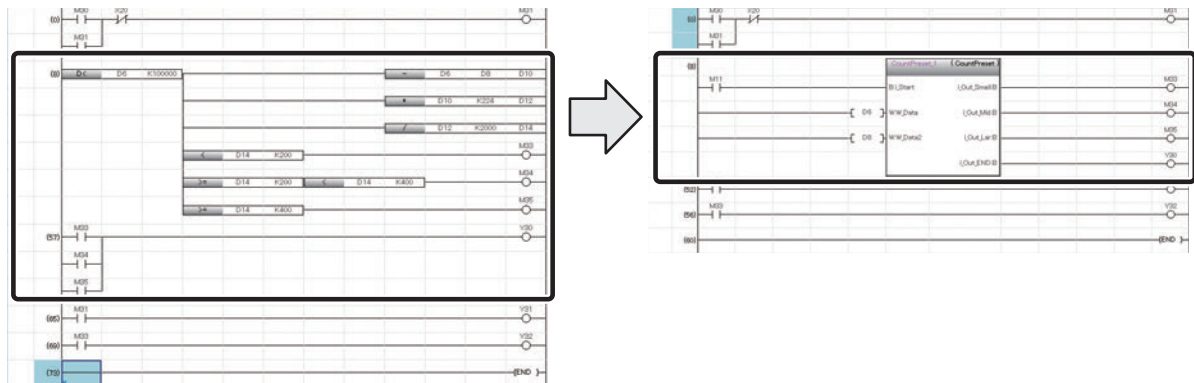 M30 X20 M31
(0)
M31
(8) D< D6 K100000 - D6 D8 D10
* D10 K224 D12
/ D12 K2000 D14
M33
< D14 K200
M34
>= D14 K200 < D14 K400
M35
>= D14 K400
M33 Y30
(57)
M34
M35
M31 Y31
(65)
M33 Y32
(69)
(73) [END ]
M30 X20 M31
(0)
M31
(8) CountPreset_1 (CountPreset)
M11 M33
B:i_Start i_Out_Small:B
M34
[ D6 ] W:W_Data i_Out_Mid:B
M35
[ D8 ] W:W_Data2 i_Out_Lar:B
Y30
i_Out_END:B
(52)
M33 Y32
(56)
(60) [END ]